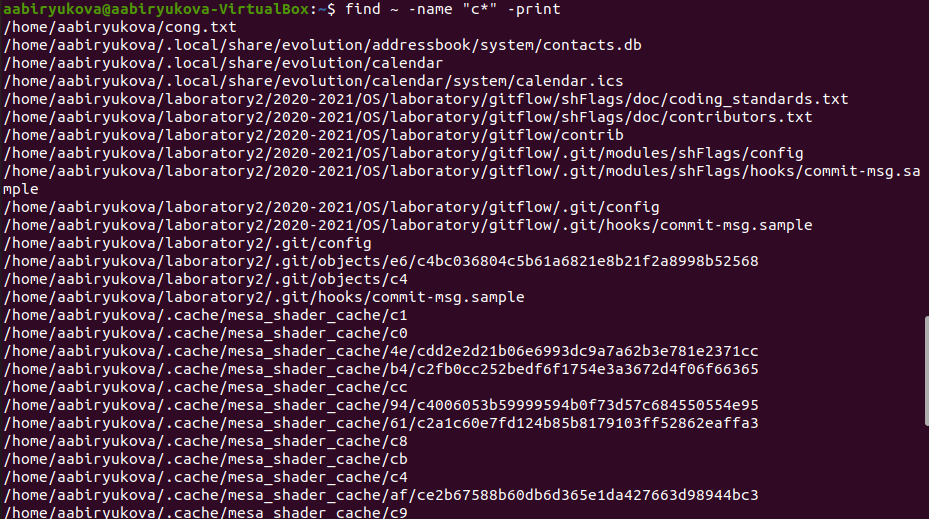 aabiryukova@aabiryukova-VirtualBox:~$ find ~ -name "c*" -print
/home/aabiryukova/cong.txt
/home/aabiryukova/.local/share/evolution/addressbook/system/contacts.db
/home/aabiryukova/.local/share/evolution/calendar
/home/aabiryukova/.local/share/evolution/calendar/system/calendar.ics
/home/aabiryukova/laboratory2/2020-2021/OS/laboratory/gitflow/shFlags/doc/coding_standards.txt
/home/aabiryukova/laboratory2/2020-2021/OS/laboratory/gitflow/shFlags/doc/contributors.txt
/home/aabiryukova/laboratory2/2020-2021/OS/laboratory/gitflow/contrib
/home/aabiryukova/laboratory2/2020-2021/OS/laboratory/gitflow/.git/modules/shFlags/config
/home/aabiryukova/laboratory2/2020-2021/OS/laboratory/gitflow/.git/modules/shFlags/hooks/commit-msg.sa
mple
/home/aabiryukova/laboratory2/2020-2021/OS/laboratory/gitflow/.git/config
/home/aabiryukova/laboratory2/2020-2021/OS/laboratory/gitflow/.git/hooks/commit-msg.sample
/home/aabiryukova/laboratory2/.git/config
/home/aabiryukova/laboratory2/.git/objects/e6/c4bc036804c5b61a6821e8b21f2a8998b52568
/home/aabiryukova/laboratory2/.git/objects/c4
/home/aabiryukova/laboratory2/.git/hooks/commit-msg.sample
/home/aabiryukova/.cache/mesa_shader_cache/c1
/home/aabiryukova/.cache/mesa_shader_cache/c0
/home/aabiryukova/.cache/mesa_shader_cache/4e/cdd2e2d21b06e6993dc9a7a62b3e781e2371cc
/home/aabiryukova/.cache/mesa_shader_cache/b4/c2fb0cc252bedf6f1754e3a3672d4f06f66365
/home/aabiryukova/.cache/mesa_shader_cache/cc
/home/aabiryukova/.cache/mesa_shader_cache/94/c4006053b59999594b0f73d57c684550554e95
/home/aabiryukova/.cache/mesa_shader_cache/61/c2a1c60e7fd124b85b8179103ff52862eaffa3
/home/aabiryukova/.cache/mesa_shader_cache/c8
/home/aabiryukova/.cache/mesa_shader_cache/cb
/home/aabiryukova/.cache/mesa_shader_cache/c4
/home/aabiryukova/.cache/mesa_shader_cache/af/ce2b67588b60db6d365e1da427663d98944bc3
/home/aabiryukova/.cache/mesa_shader_cache/c9